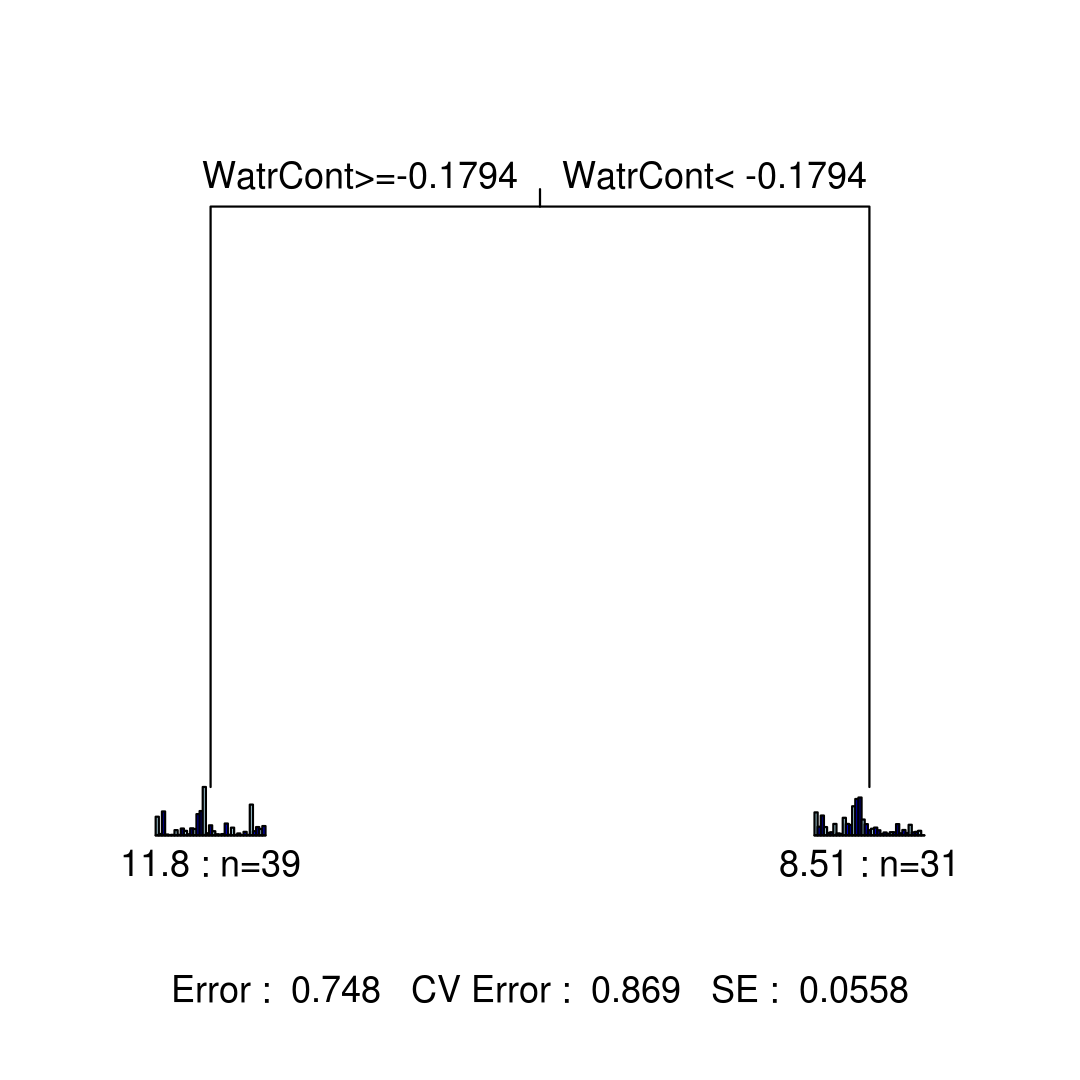 WatrCont>=-0.1794 WatrCont< -0.1794
11.8 : n=39 8.51 : n=31
Error : 0.748 CV Error : 0.869 SE : 0.0558